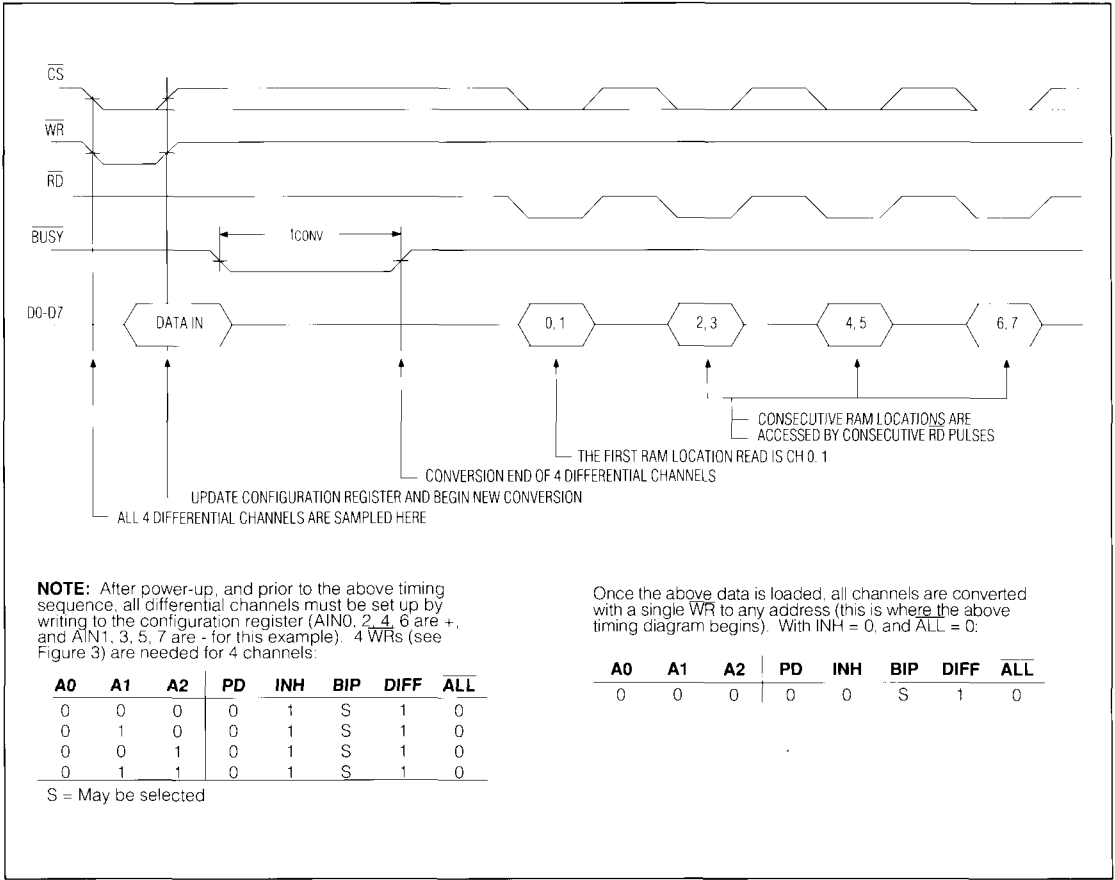 CS
WR
RD
BUSY
tCONV
D0-D7
DATA IN
0, 1
2, 3
4, 5
6, 7
CONSECUTIVE RAM LOCATIONS ARE
ACCESSED BY CONSECUTIVE RD PULSES
THE FIRST RAM LOCATION READ IS CH 0. 1
CONVERSION END OF 4 DIFFERENTIAL CHANNELS
UPDATE CONFIGURATION REGISTER AND BEGIN NEW CONVERSION
ALL 4 DIFFERENTIAL CHANNELS ARE SAMPLED HERE
NOTE: After power-up, and prior to the above timing
sequence, all differential channels must be set up by
writing to the configuration register (AIN0, 2, 4, 6 are +,
and AIN1, 3, 5, 7 are - for this example). 4 WRs (see
Figure 3) are needed for 4 channels:
A0 A1 A2 PD INH BIP DIFF ALL
0 0 0 0 1 S 1 0
0 1 0 0 1 S 1 0
0 0 1 0 1 S 1 0
0 1 1 0 1 S 1 0
S = May be selected
Once the above data is loaded, all channels are converted
with a single WR to any address (this is where the above
timing diagram begins). With INH = 0, and ALL = 0:
A0 A1 A2 PD INH BIP DIFF ALL
0 0 0 0 0 S 1 0